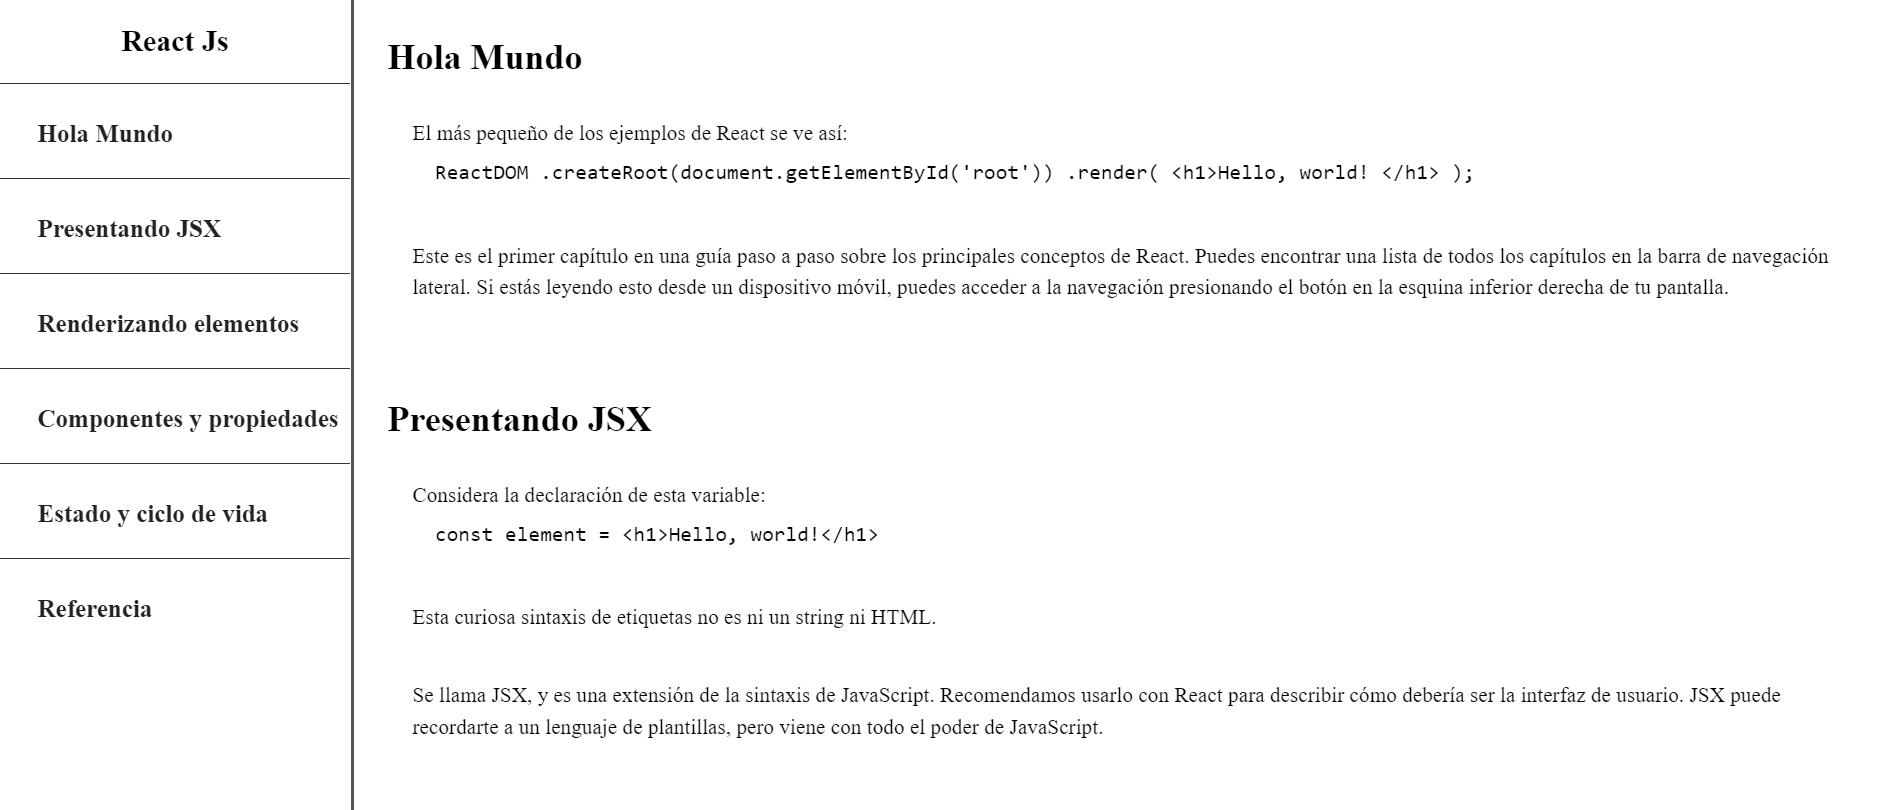 React Js
Hola Mundo
Presentando JSX
Renderizando elementos
Componentes y propiedades
Estado y ciclo de vida
Referencia
Hola Mundo
El más pequeño de los ejemplos de React se ve así:
ReactDOM .createRoot(document.getElementById('root')) .render( <h1>Hello, world! </h1> );
Este es el primer capítulo en una guía paso a paso sobre los principales conceptos de React. Puedes encontrar una lista de todos los capítulos en la barra de navegación
lateral. Si estás leyendo esto desde un dispositivo móvil, puedes acceder a la navegación presionando el botón en la esquina inferior derecha de tu pantalla.
Presentando JSX
Considera la declaración de esta variable:
const element = <h1>Hello, world!</h1>
Esta curiosa sintaxis de etiquetas no es ni un string ni HTML.
Se llama JSX, y es una extensión de la sintaxis de JavaScript. Recomendamos usarlo con React para describir cómo debería ser la interfaz de usuario. JSX puede
recordarte a un lenguaje de plantillas, pero viene con todo el poder de JavaScript.